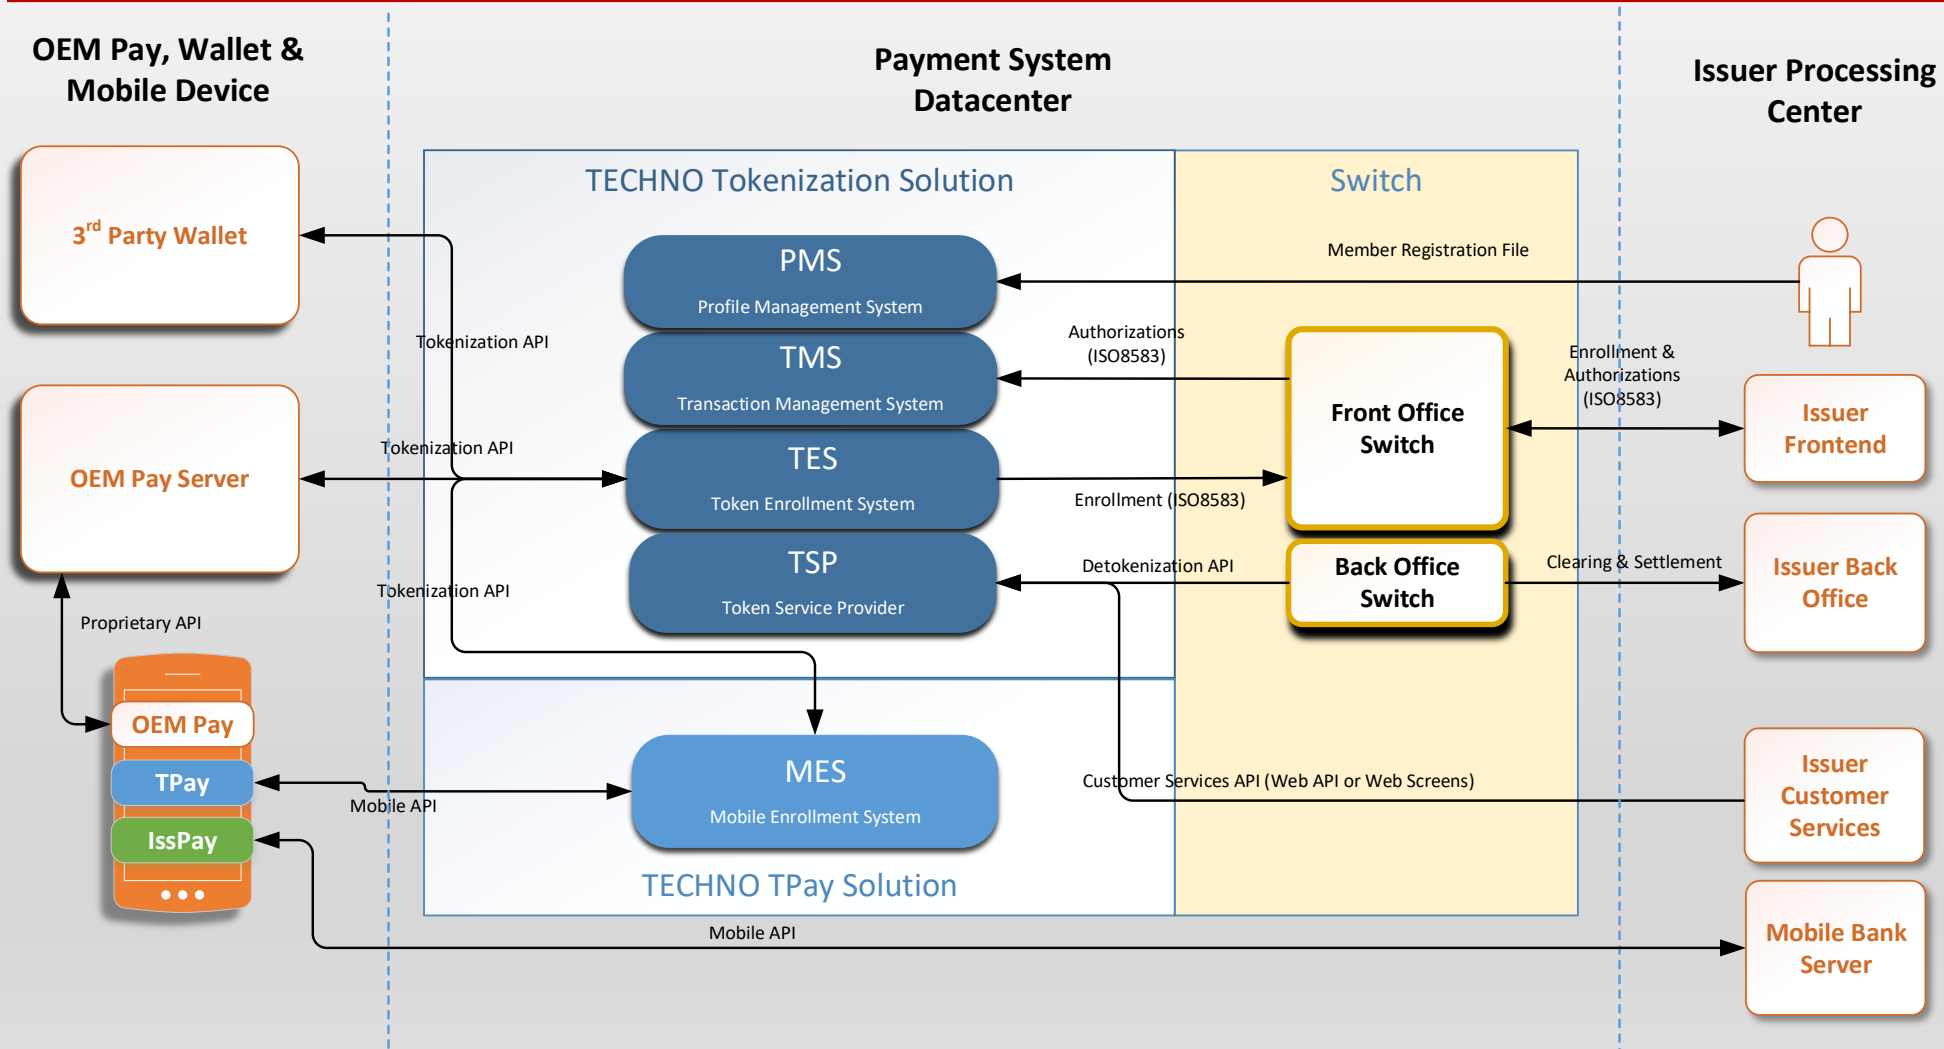 OEM Pay, Wallet &
Mobile Device
Payment System
Datacenter
Issuer Processing
Center
3rd Party Wallet
OEM Pay Server
Proprietary API
OEM Pay
TPay
IssPay
Tokenization API
Tokenization API
Tokenization API
Mobile API
Mobile API
TECHNO Tokenization Solution
PMS
Profile Management System
TMS
Transaction Management System
TES
Token Enrollment System
TSP
Token Service Provider
MES
Mobile Enrollment System
TECHNO TPay Solution
Switch
Member Registration File
Authorizations
(ISO8583)
Enrollment (ISO8583)
Detokenization API
Customer Services API (Web API or Web Screens)
Front Office
Switch
Back Office
Switch
Enrollment &
Authorizations
(ISO8583)
Clearing & Settlement
Issuer
Frontend
Issuer Back
Office
Issuer
Customer
Services
Mobile Bank
Server